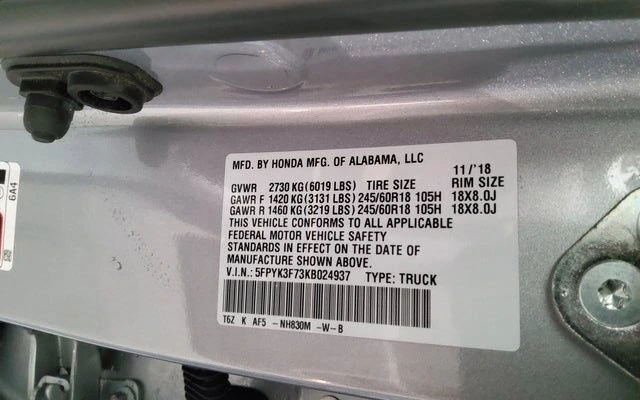 MFD. BY HONDA MFG. OF ALABAMA, LLC 11/'18
GVWR 2730 KG(6019 LBS) TIRE SIZE RIM SIZE
GAWR F 1420 KG(3131 LBS) 245/60R18 105H 18X8.0J
GAWR R 1460 KG(3219 LBS) 245/60R18 105H 18X8.0J
THIS VEHICLE CONFORMS TO ALL APPLICABLE
FEDERAL MOTOR VEHICLE SAFETY
STANDARDS IN EFFECT ON THE DATE OF
MANUFACTURE SHOWN ABOVE.
V.I.N.: 5FPYK3F73KB024937 TYPE: TRUCK
T6Z K AF5 -NH830M -W-B
6A4